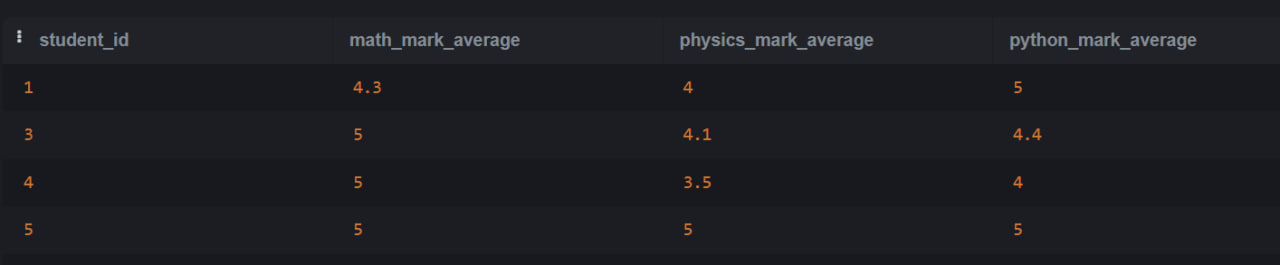 student_id math_mark_average physics_mark_average python_mark_average
1 4.3 4 5
3 5 4.1 4.4
4 5 3.5 4
5 5 5 5